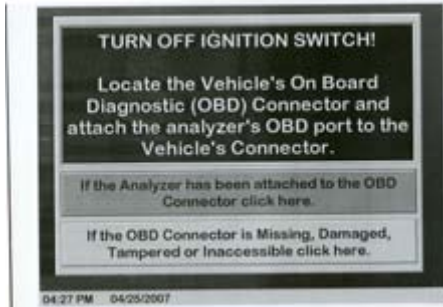 TURN OFF IGNITION SWITCH!
Locate the Vehicle's On Board
Diagnostic (OBD) Connector and
attach the analyzer's OBD port to the
Vehicle's Connector.
If the Analyzer has been attached to the OBD
Connector click here.
If the OBD Connector is Missing, Damaged,
Tampered or Inaccessible click here.
04:27 PM 04/25/2007